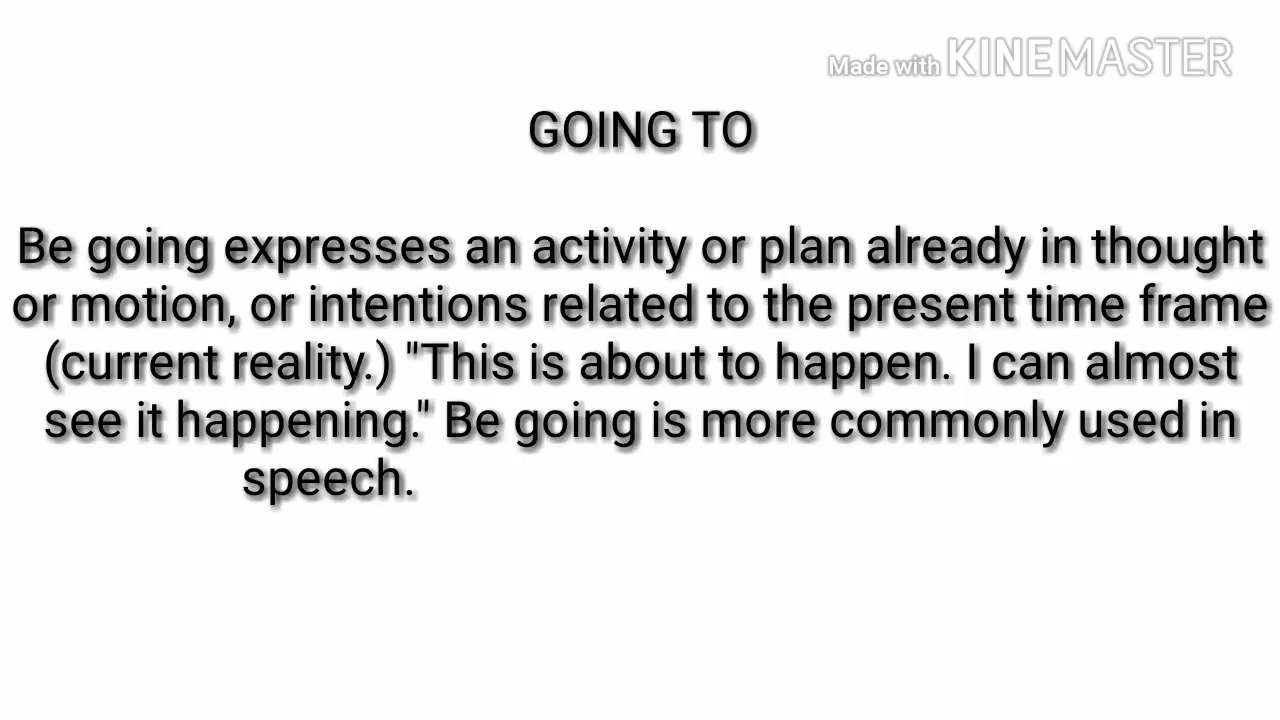 Made with KINEMASTER
GOING TO
Be going expresses an activity or plan already in thought
or motion, or intentions related to the present time frame
(current reality.) "This is about to happen. I can almost
see it happening." Be going is more commonly used in
speech.